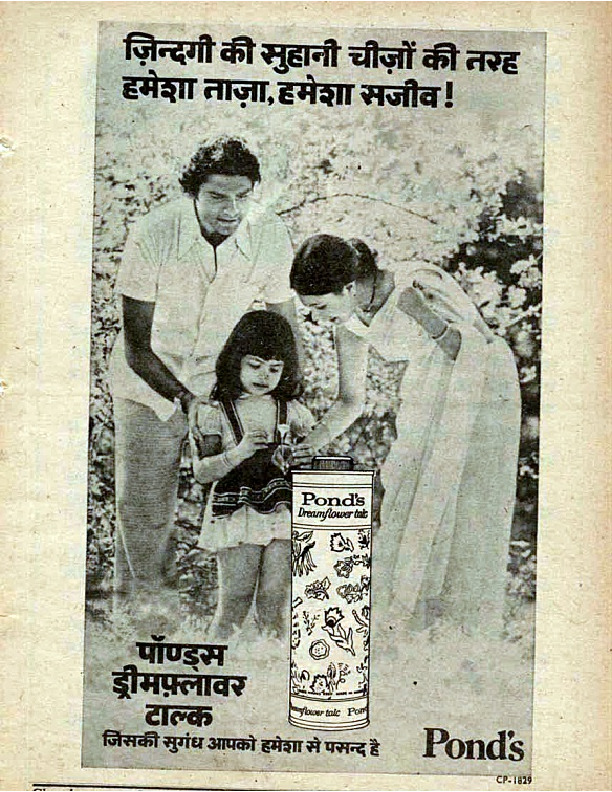 ज़िन्दगी की सुहानी चीज़ों की तरह
हमेशा ताज़ा, हमेशा सजीव!
Pond's
Dreamflower talc
flower talc Pon
पॉण्ड्स
ड्रीमफ़्लावर
टाल्क
जिसकी सुगंध आपको हमेशा से पसन्द है
Pond's
CP-1829